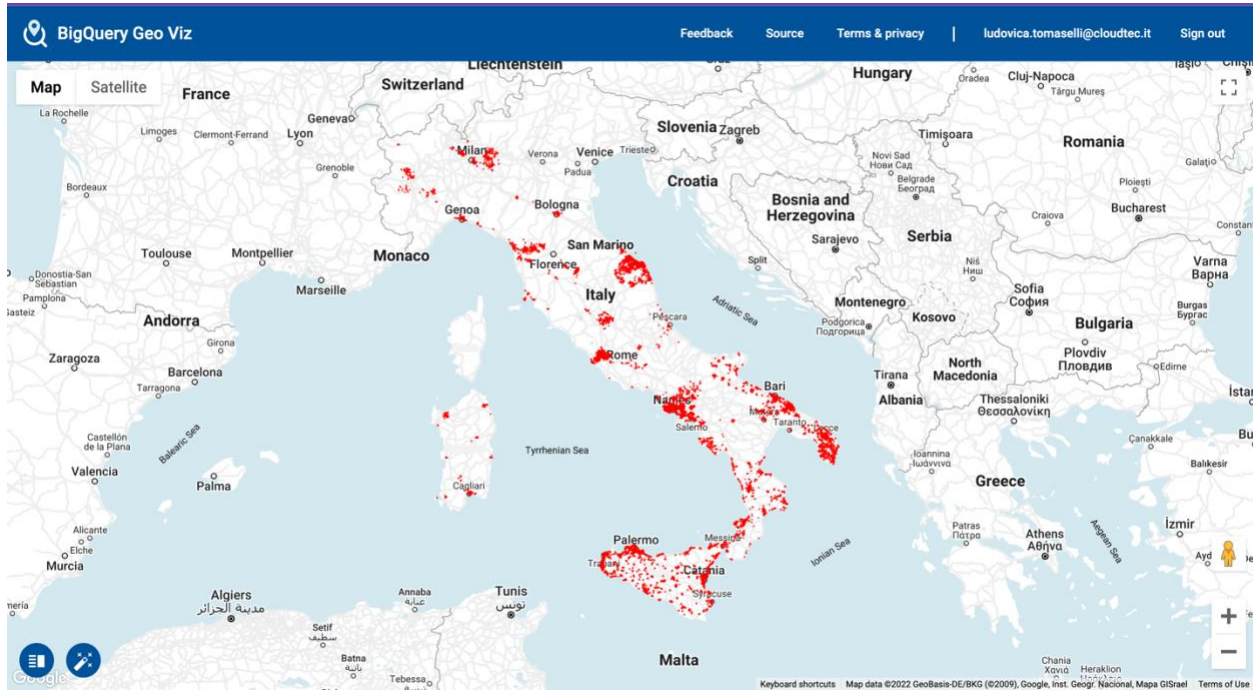 BigQuery Geo Viz
Feedback
Source
Terms & privacy
|
ludovica.tomaselli@cloudtec.it
Sign out
Map
Satellite
Liechtenstein
Switzerland
Hungary
Oradea
Cluj-Napoca
Târgu Mureș
France
La Rochelle
Limoges
Clermont-Ferrand
Lyon
Geneva
Grenoble
Milan
Verona
Venice
Padua
Trieste
Slovenia
Zagreb
Timișoara
Romania
Croatia
Novi Sad
Нови Сад
Belgrade
Београд
Galați
Ploiești
Bucharest
Craiova
Bordeaux
Genoa
Bologna
Bosnia and
Herzegovina
Sarajevo
Serbia
Toulouse
Montpellier
Monaco
San Marino
Florence
Split
Niš
Ниш
Varna
Варна
Donostia-San
Sebastian
Pamplona
Marseille
Italy
Adriatic Sea
Montenegro
Kosovo
Sofia
София
Burgas
Бургас
Andorra
Girona
Pescara
Podgorica
Подгорица
Bulgaria
Zaragoza
Barcelona
Tarragona
Rome
Tirana
North
Macedonia
Plovdiv
Пловдив
Edirne
Bari
Albania
Thessaloniki
Θεσσαλονίκη
Naples
Salerno
Matera
Taranto
Lecce
Castellón
de la Plana
Balearic Sea
Valencia
Palma
Tyrrhenian Sea
Cagliari
Ioannina
Ιωάννινα
Çanakkale
Balıkesir
Greece
Alicante
Elche
Murcia
Palermo
Trapani
Messina
Catania
Syracuse
Ionian Sea
Patras
Πάτρα
Athens
Αθήνα
Aegean Sea
İzmir
Algiers
مدينة الجزائر
Annaba
عنابة
Tunis
تونس
Setif
سطيف
Batna
باتنة
Tebessa
Malta
Chania
Χανιά
Heraklion
Google
Keyboard shortcuts
Map data ©2022 GeoBasis-DE/BKG (©2009), Google, Inst. Geogr. Nacional, Mapa GISrael
Terms of Use